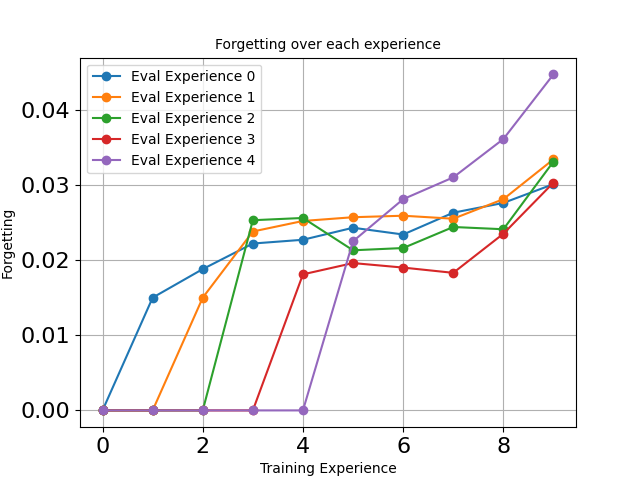 Forgetting over each experience
Eval Experience 0
Eval Experience 1
Eval Experience 2
Eval Experience 3
Eval Experience 4
0.04
0.03
0.02
0.01
0.00
Forgetting
0 2 4 6 8
Training Experience